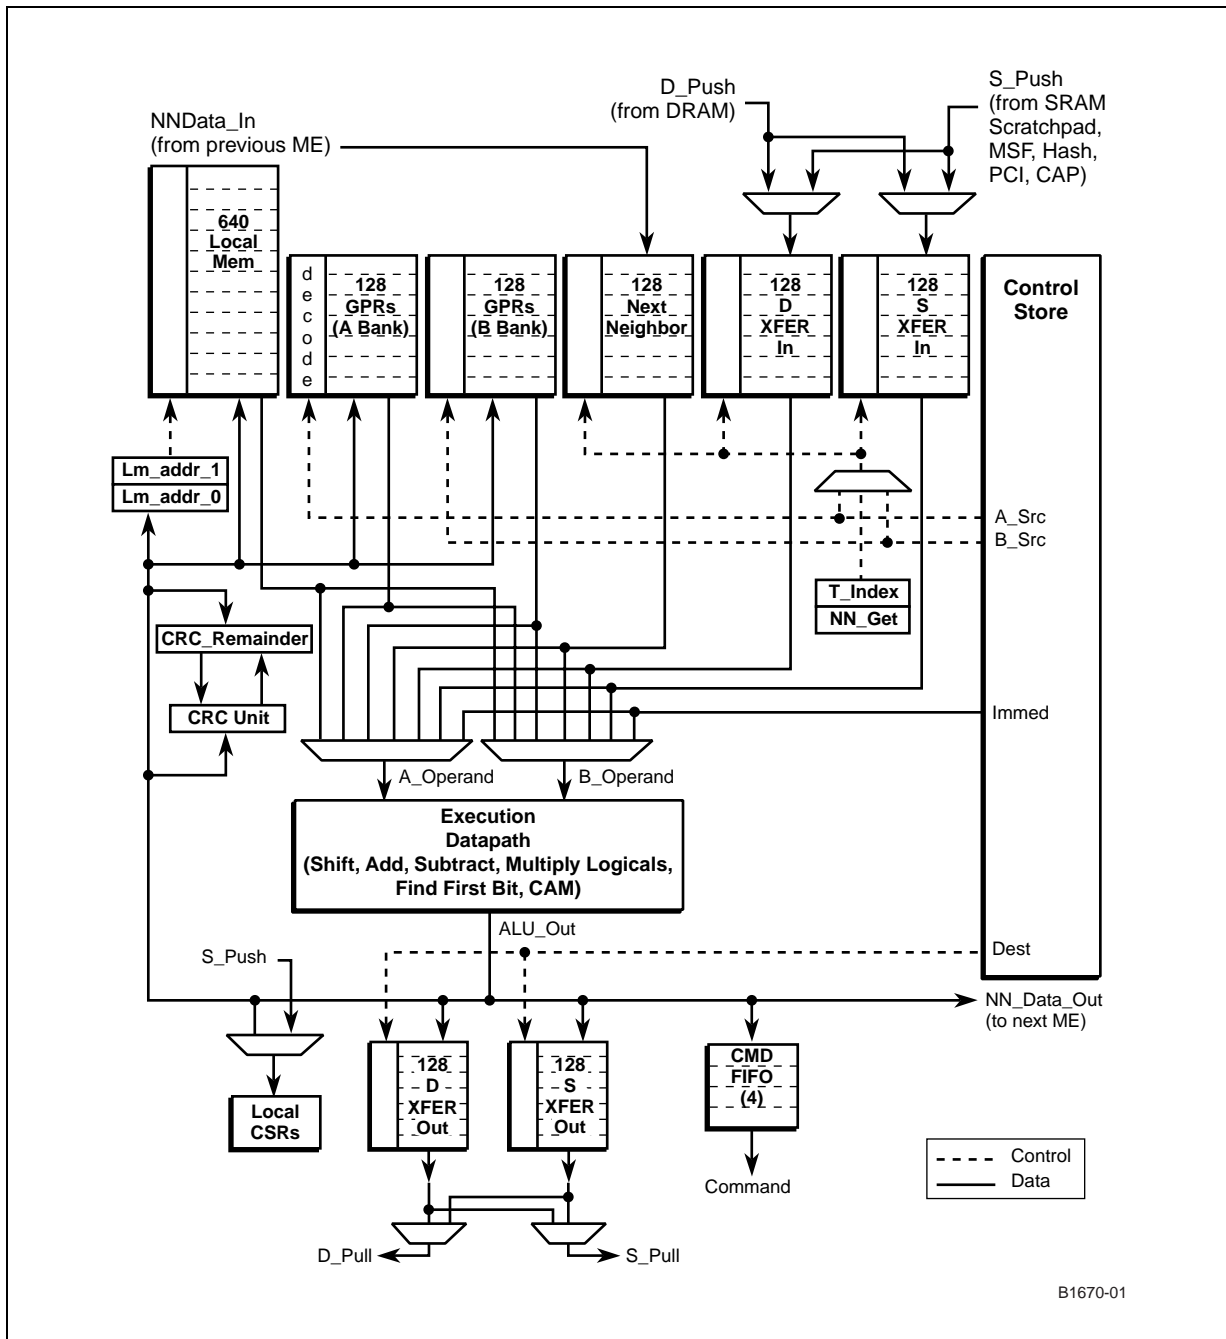 D_Push
(from DRAM)
S_Push
(from SRAM
Scratchpad,
MSF, Hash,
PCI, CAP)
NNData_In
(from previous ME)
640
Local
Mem
decode
128
GPRs
(A Bank)
128
GPRs
(B Bank)
128
Next
Neighbor
128
D
XFER
In
128
S
XFER
In
Control
Store
Lm_addr_1
Lm_addr_0
A_Src
B_Src
T_Index
NN_Get
CRC_Remainder
CRC Unit
Immed
A_Operand
B_Operand
Execution
Datapath
(Shift, Add, Subtract, Multiply Logicals,
Find First Bit, CAM)
ALU_Out
S_Push
Dest
NN_Data_Out
(to next ME)
Local
CSRs
128
D
XFER
Out
128
S
XFER
Out
CMD
FIFO
(4)
Command
Control
Data
D_Pull
S_Pull
B1670-01